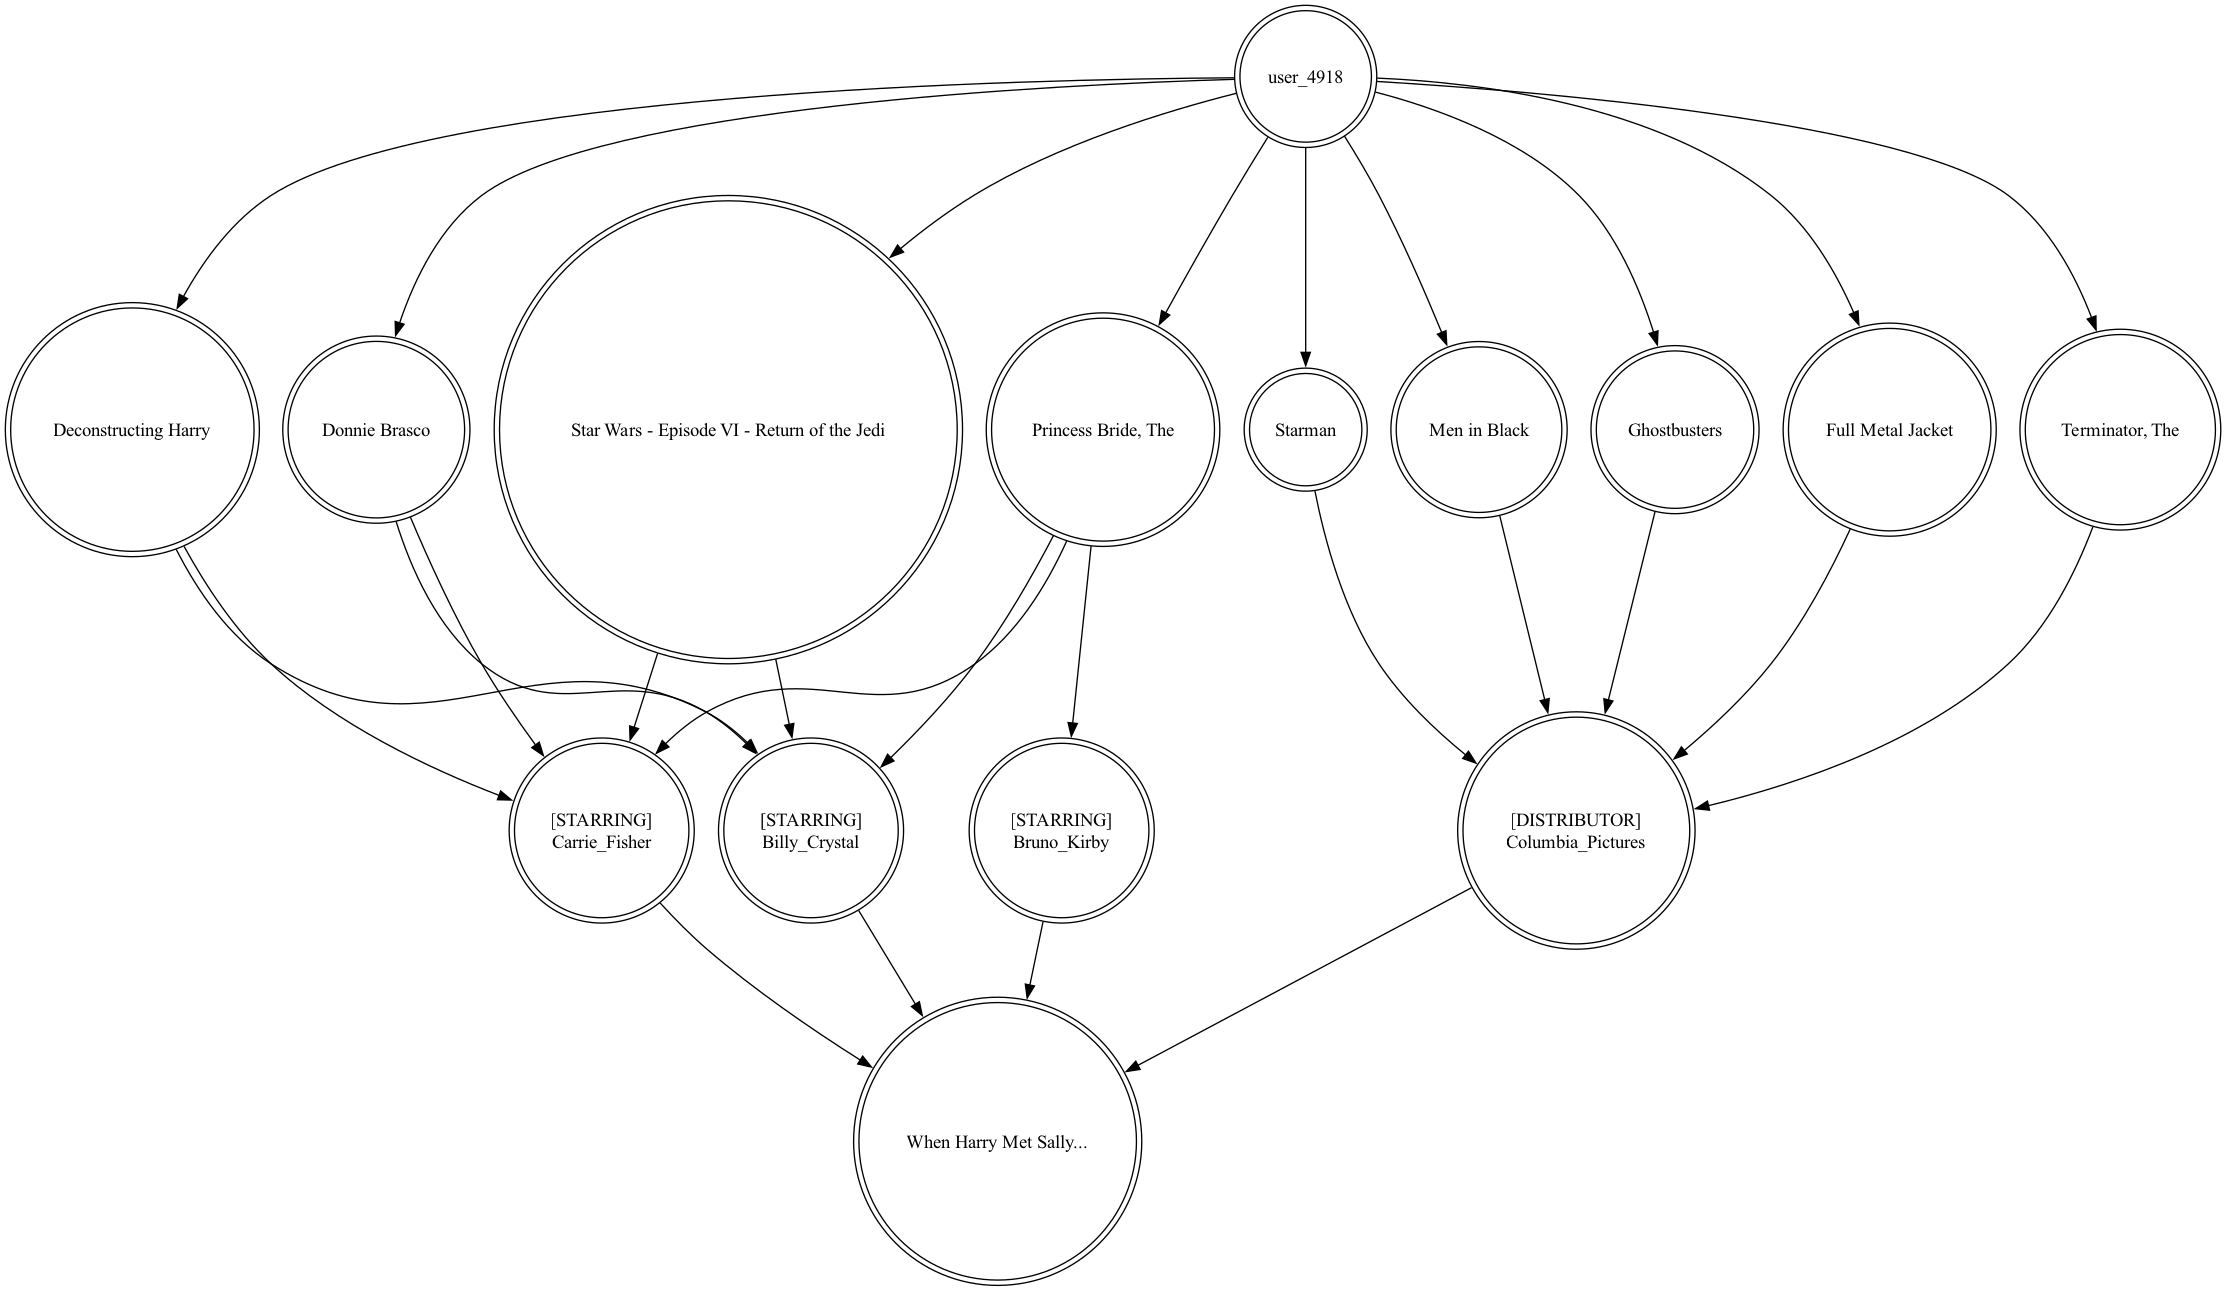 user_4918
Deconstructing Harry
Donnie Brasco
Star Wars - Episode VI - Return of the Jedi
Princess Bride, The
Starman
Men in Black
Ghostbusters
Full Metal Jacket
Terminator, The
[STARRING]
Carrie_Fisher
[STARRING]
Billy_Crystal
[STARRING]
Bruno_Kirby
[DISTRIBUTOR]
Columbia_Pictures
When Harry Met Sally...